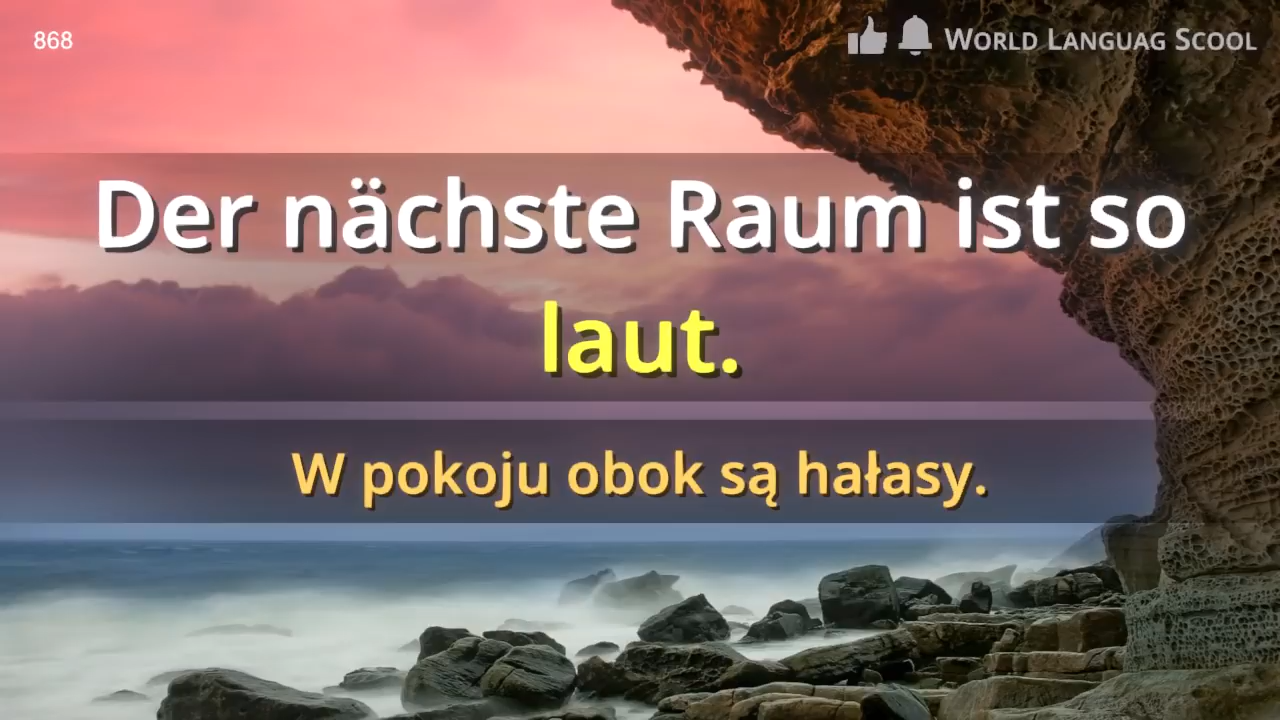 868
WORLD LANGUAG SCOOL
Der nächste Raum ist so
laut.
W pokoju obok są hałasy.